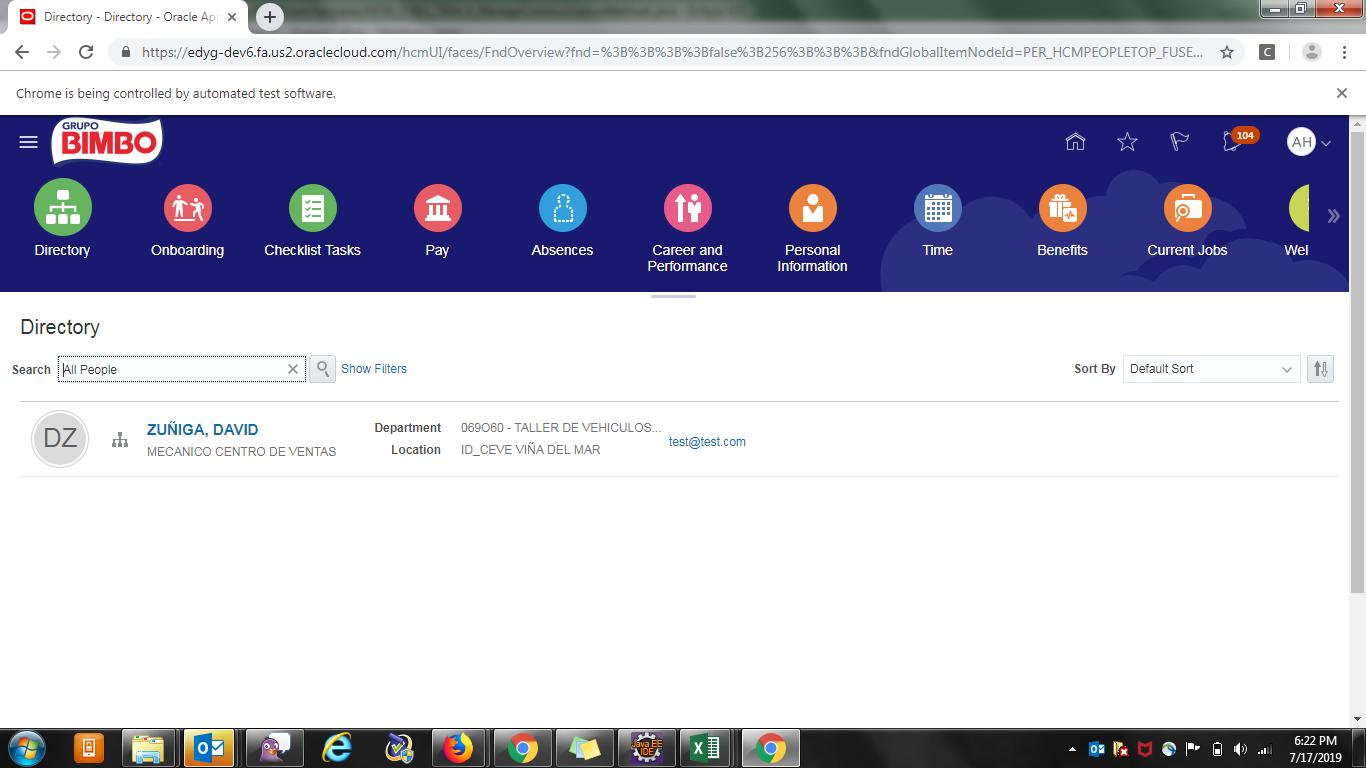 Directory - Directory - Oracle Ap
https://edyg-dev6.fa.us2.oraclecloud.com/hcmUI/faces/FndOverview?fnd=%3B%3B%3B%3Bfalse%3B256%3B%3B%3B&fndGlobalItemNodeId=PER_HCMPEOPLETOP_FUSE...
C
Chrome is being controlled by automated test software.
GRUPO
BIMBO
104
AH
Directory
Onboarding
Checklist Tasks
Pay
Absences
Career and
Performance
Personal
Information
Time
Benefits
Current Jobs
Wel
Directory
Search
All People
Show Filters
Sort By
Default Sort
DZ
ZUÑIGA, DAVID
MECANICO CENTRO DE VENTAS
Department
069O60 - TALLER DE VEHICULOS...
Location
ID_CEVE VIÑA DEL MAR
test@test.com
Java EE
IDE
6:22 PM
7/17/2019